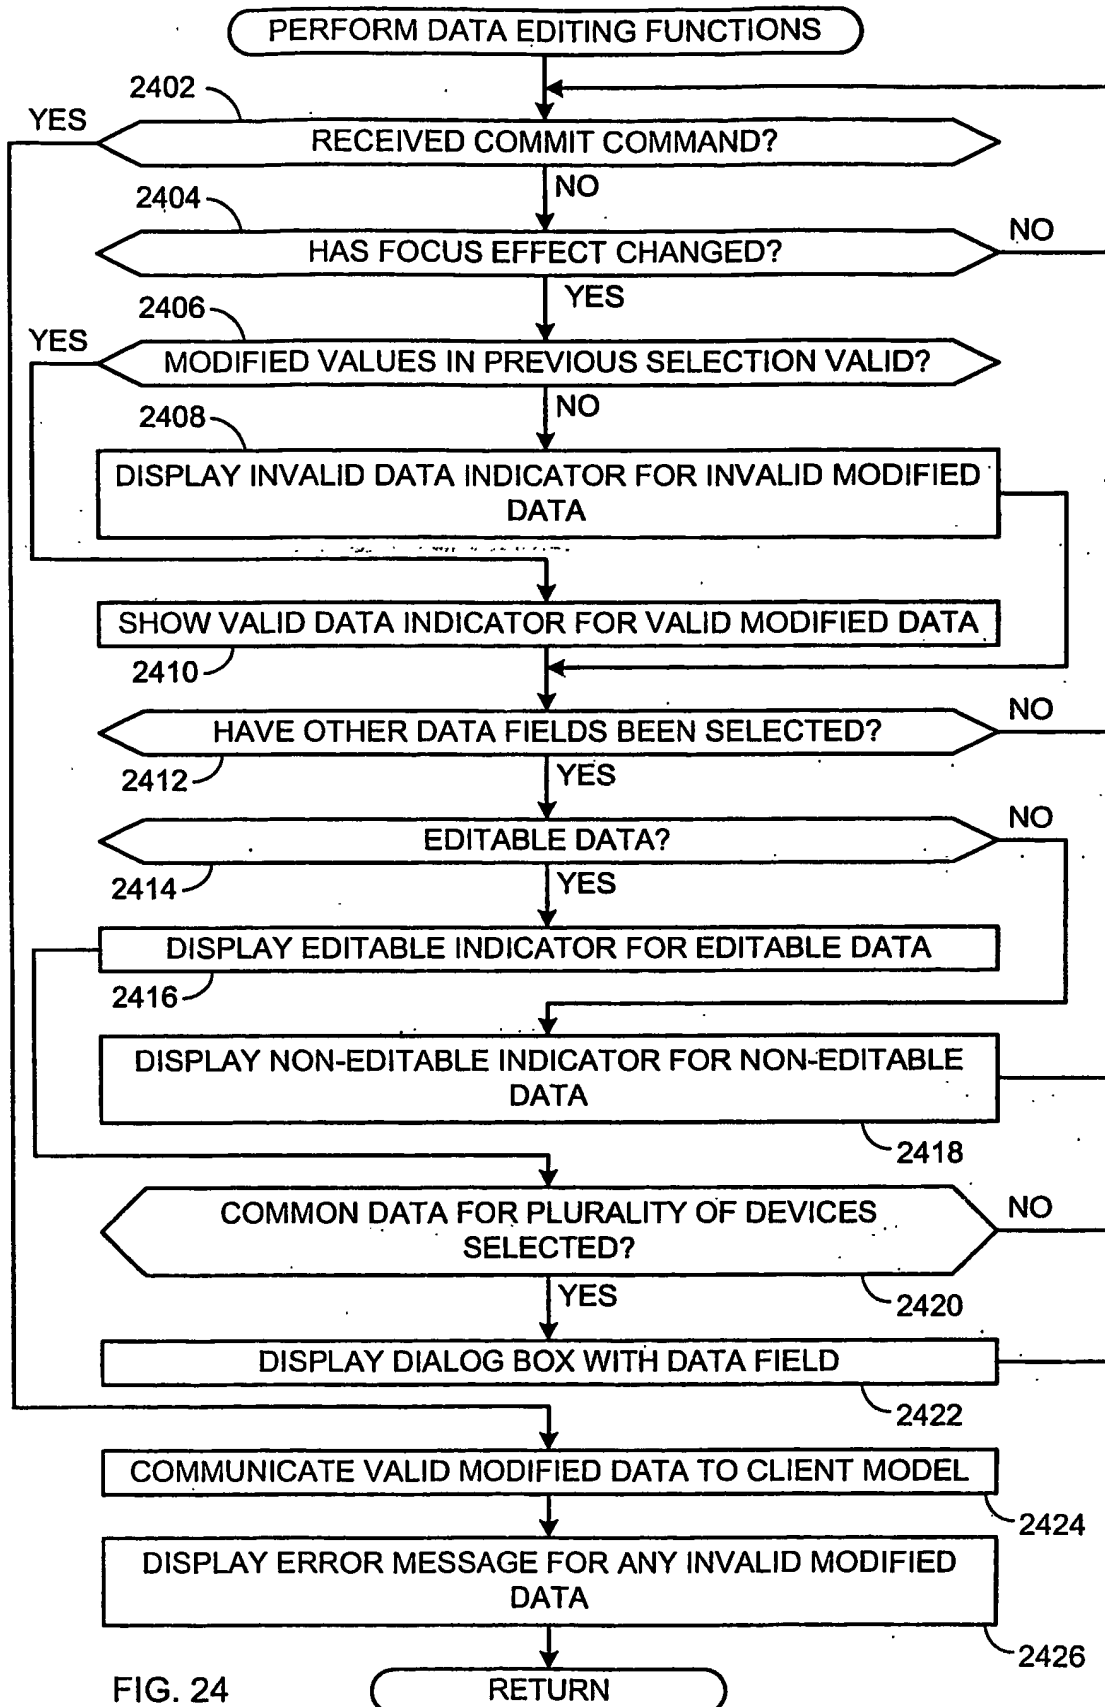 PERFORM DATA EDITING FUNCTIONS
2402
YES
RECEIVED COMMIT COMMAND?
NO
2404
NO
HAS FOCUS EFFECT CHANGED?
YES
2406
YES
MODIFIED VALUES IN PREVIOUS SELECTION VALID?
NO
2408
DISPLAY INVALID DATA INDICATOR FOR INVALID MODIFIED
DATA
SHOW VALID DATA INDICATOR FOR VALID MODIFIED DATA
2410
NO
HAVE OTHER DATA FIELDS BEEN SELECTED?
2412
YES
NO
EDITABLE DATA?
2414
YES
DISPLAY EDITABLE INDICATOR FOR EDITABLE DATA
2416
DISPLAY NON-EDITABLE INDICATOR FOR NON-EDITABLE
DATA
2418
COMMON DATA FOR PLURALITY OF DEVICES
SELECTED?
NO
YES
2420
DISPLAY DIALOG BOX WITH DATA FIELD
2422
COMMUNICATE VALID MODIFIED DATA TO CLIENT MODEL
2424
DISPLAY ERROR MESSAGE FOR ANY INVALID MODIFIED
DATA
2426
FIG. 24
RETURN